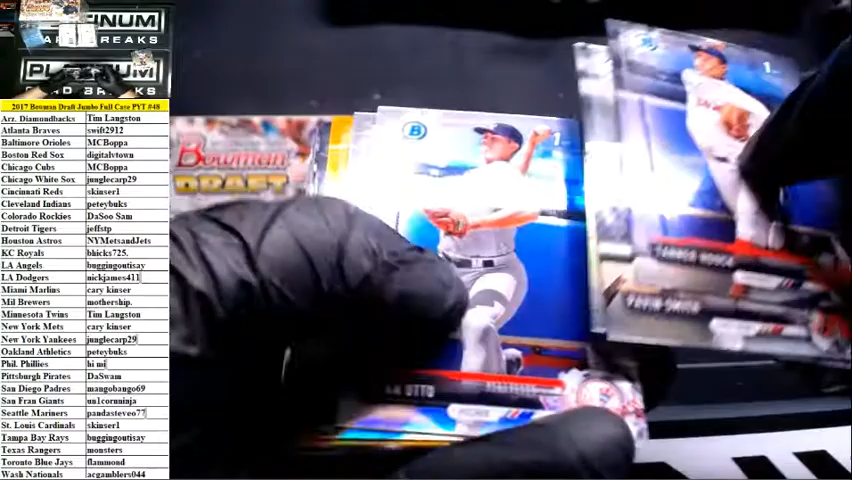 PLATINUM
CARD BREAKS
PLATINUM
CARD BREAKS
2017 Bowman Draft Jumbo Full Case PYT #48
Arz. Diamondbacks Tim Langston
Atlanta Braves swift2912
Baltimore Orioles MCBoppa
Boston Red Sox digitalvtown
Chicago Cubs MCBoppa
Chicago White Sox junglecarp29
Cincinnati Reds skinser1
Cleveland Indians peteybuks
Colorado Rockies DaSoo Sam
Detroit Tigers jeffstp
Houston Astros NYMetsandJets
KC Royals bhicks725.
LA Angels buggingoutisay
LA Dodgers nickjames411
Miami Marlins cary kinser
Mil Brewers mothership.
Minnesota Twins Tim Langston
New York Mets cary kinser
New York Yankees junglecarp29
Oakland Athletics peteybuks
Phil. Phillies hi mi
Pittsburgh Pirates DaSwam
San Diego Padres mangobango69
San Fran Giants un1cornninja
Seattle Mariners pandasteveo77
St. Louis Cardinals skinser1
Tampa Bay Rays buggingoutisay
Texas Rangers monsters
Toronto Blue Jays flammond
Wash Nationals acgamblers044
Bowman
DRAFT
B
1
OTTO
1
TANNER HOUCK
PAVIN SMITH